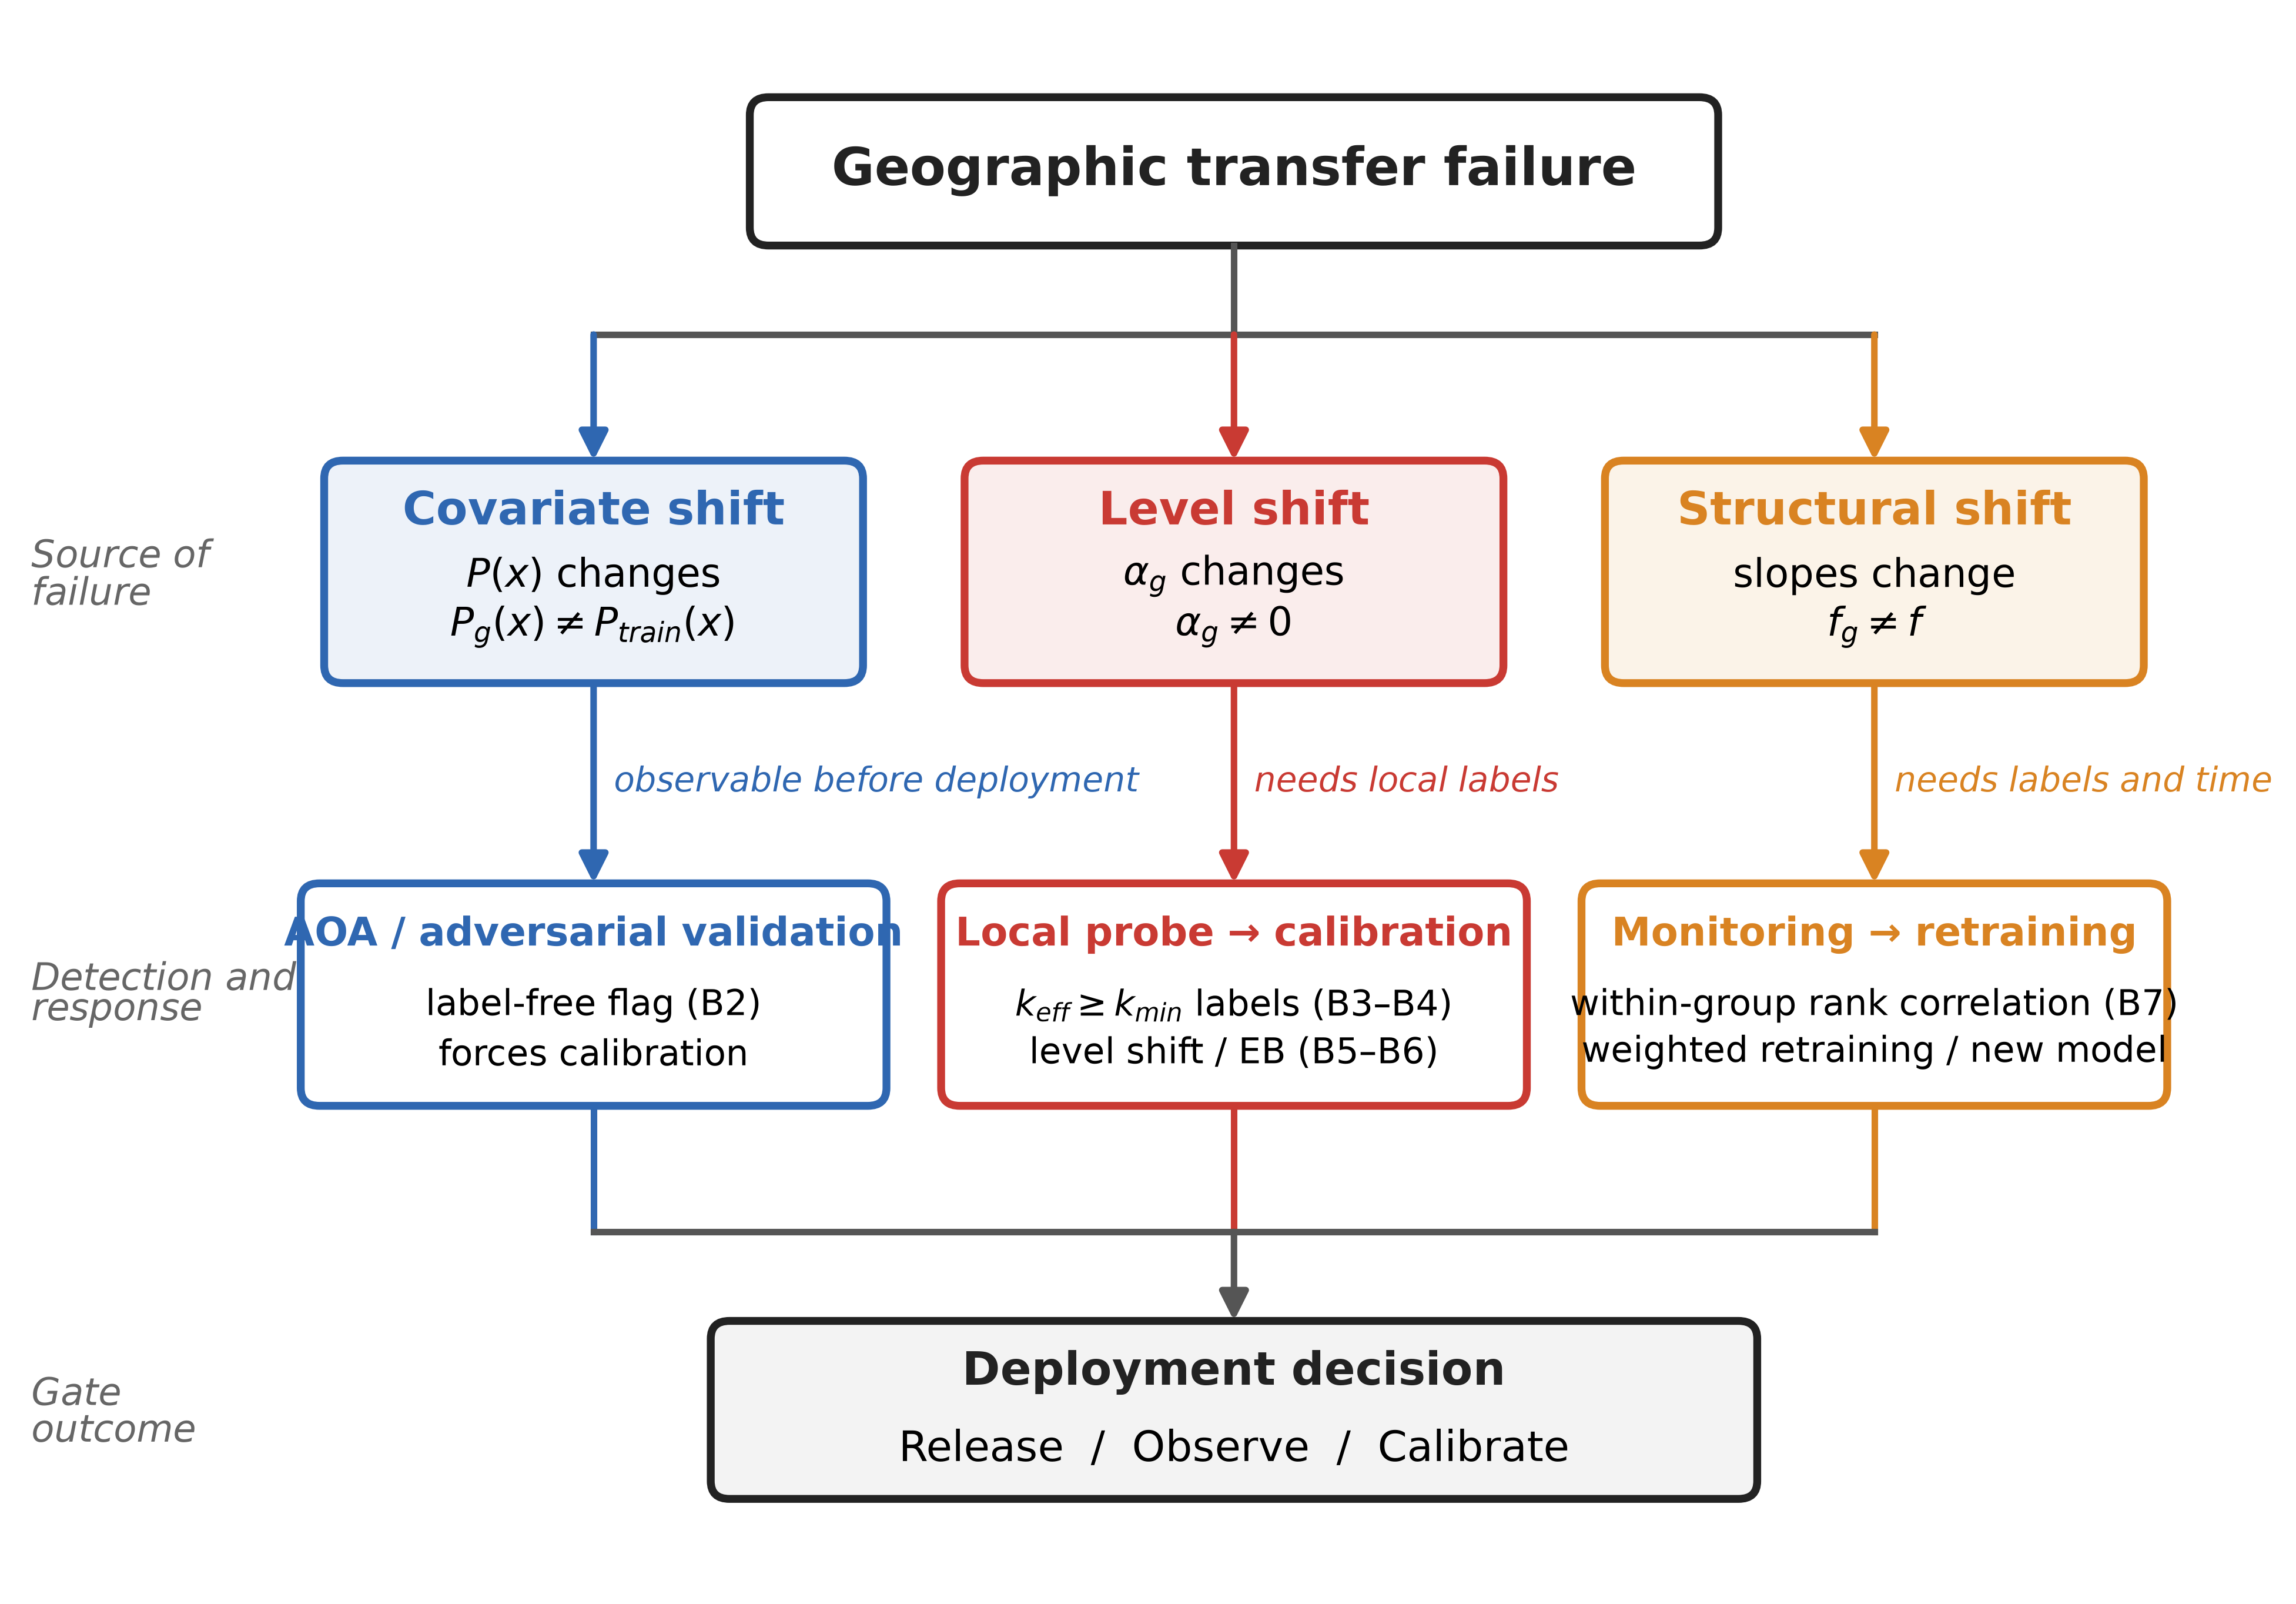 Geographic transfer failure
Source of
failure
Covariate shift
P(x) changes
P_g(x) ≠ P_train(x)
Level shift
α_g changes
α_g ≠ 0
Structural shift
slopes change
f_g ≠ f
observable before deployment
needs local labels
needs labels and time
Detection and
response
AOA / adversarial validation
label-free flag (B2)
forces calibration
Local probe → calibration
k_eff ≥ k_min labels (B3–B4)
level shift / EB (B5–B6)
Monitoring → retraining
within-group rank correlation (B7)
weighted retraining / new model
Gate
outcome
Deployment decision
Release / Observe / Calibrate